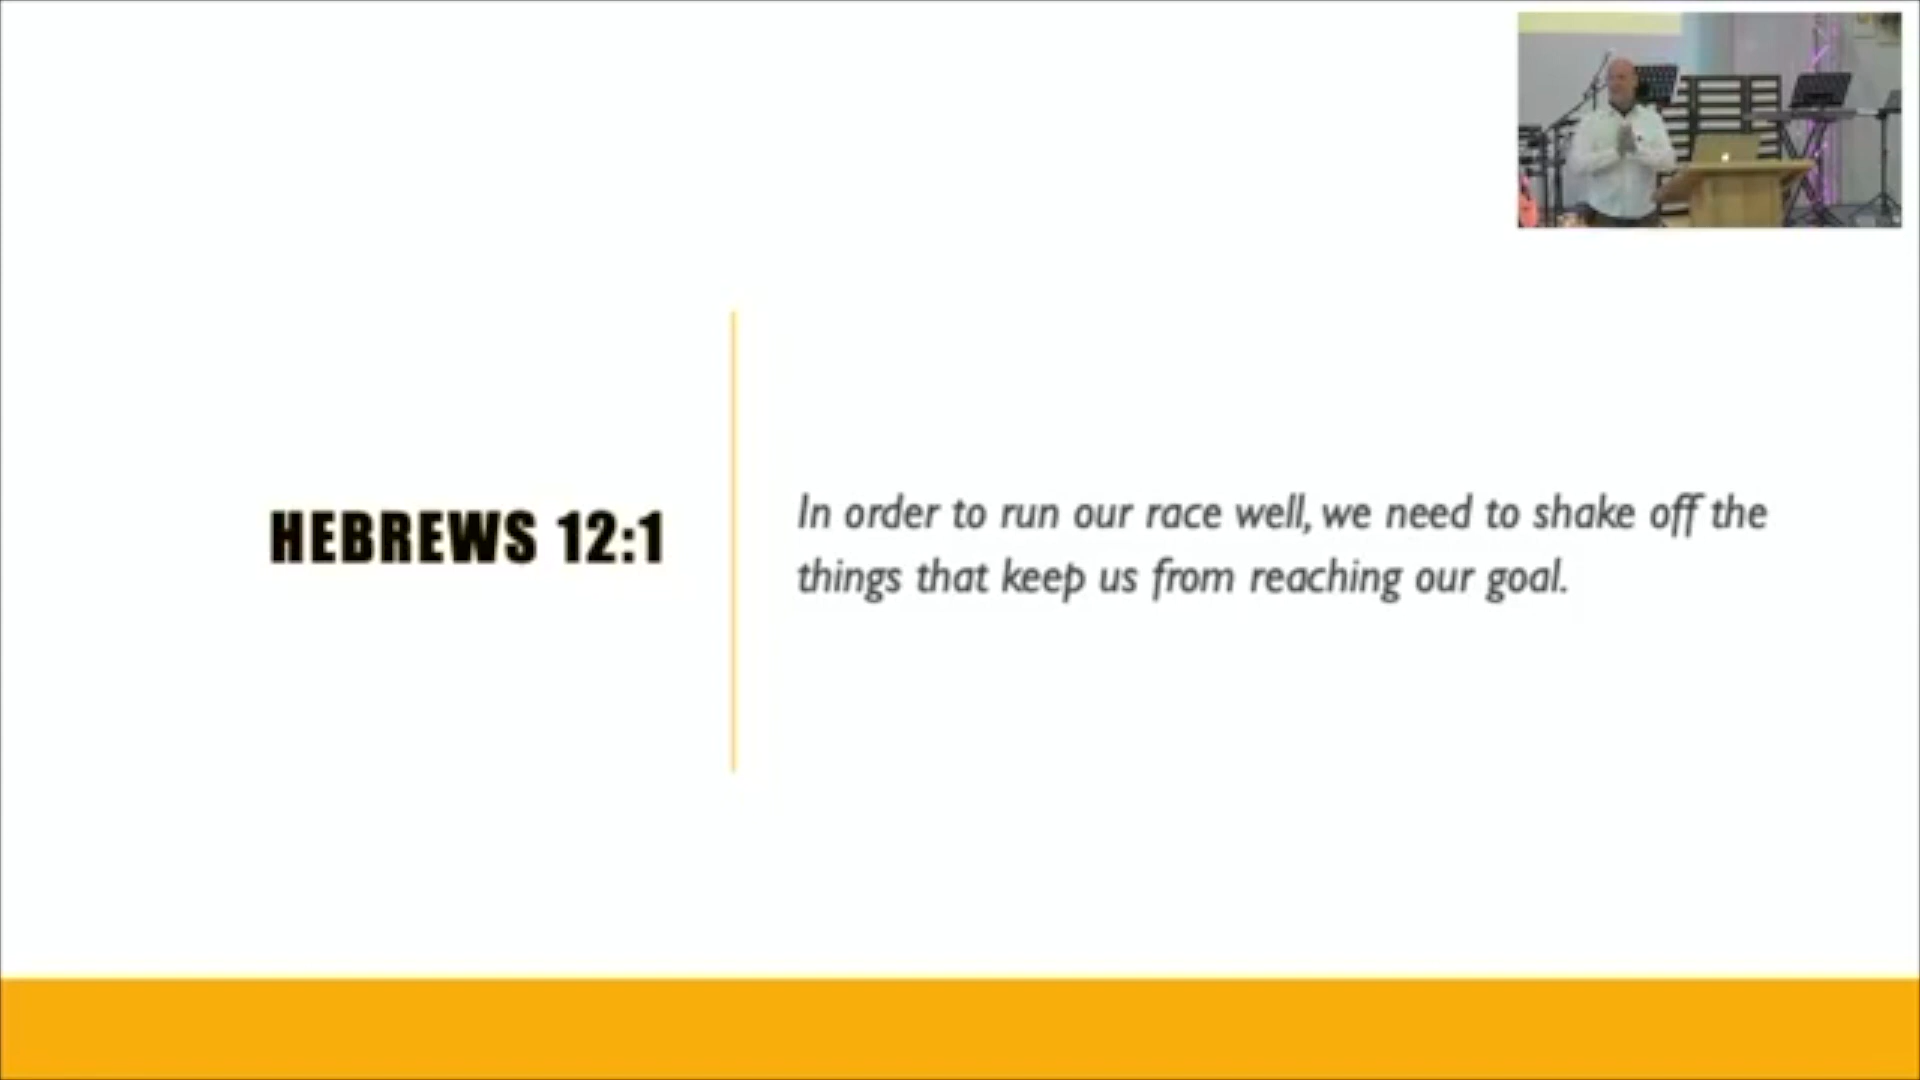 HEBREWS 12:1
In order to run our race well, we need to shake off the
things that keep us from reaching our goal.